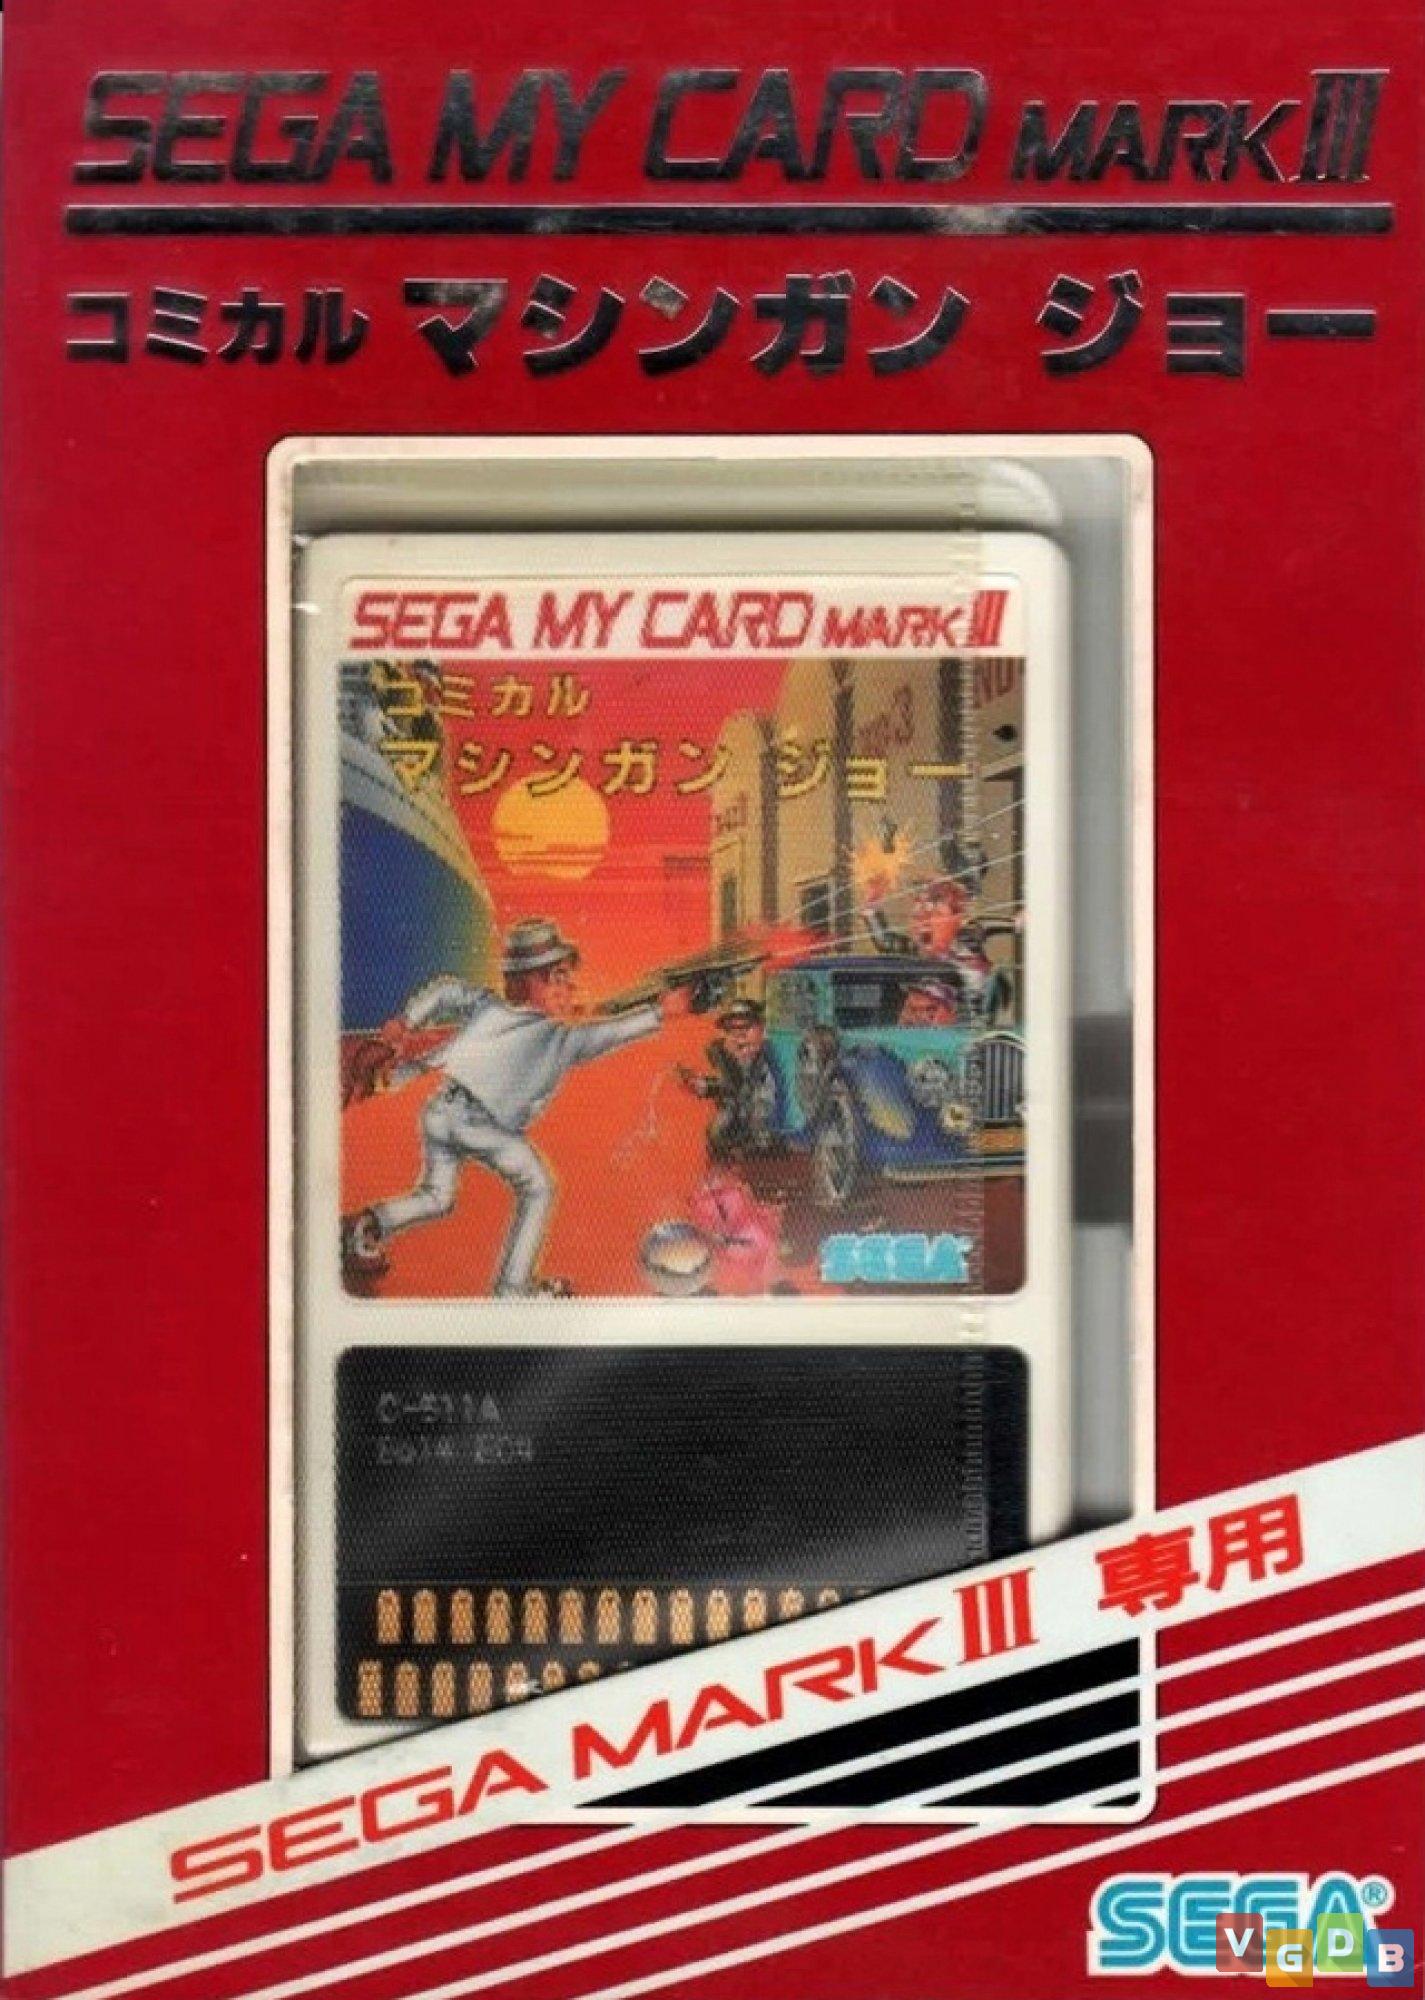 SEGA MY CARD MARK III
コミカル マシンガン ジョー
SEGA MY CARD MARK III
コミカル
マシンガン ジョー
SEGA
C-511A
SEGA MARK III 専用
SEGA®
VGDB